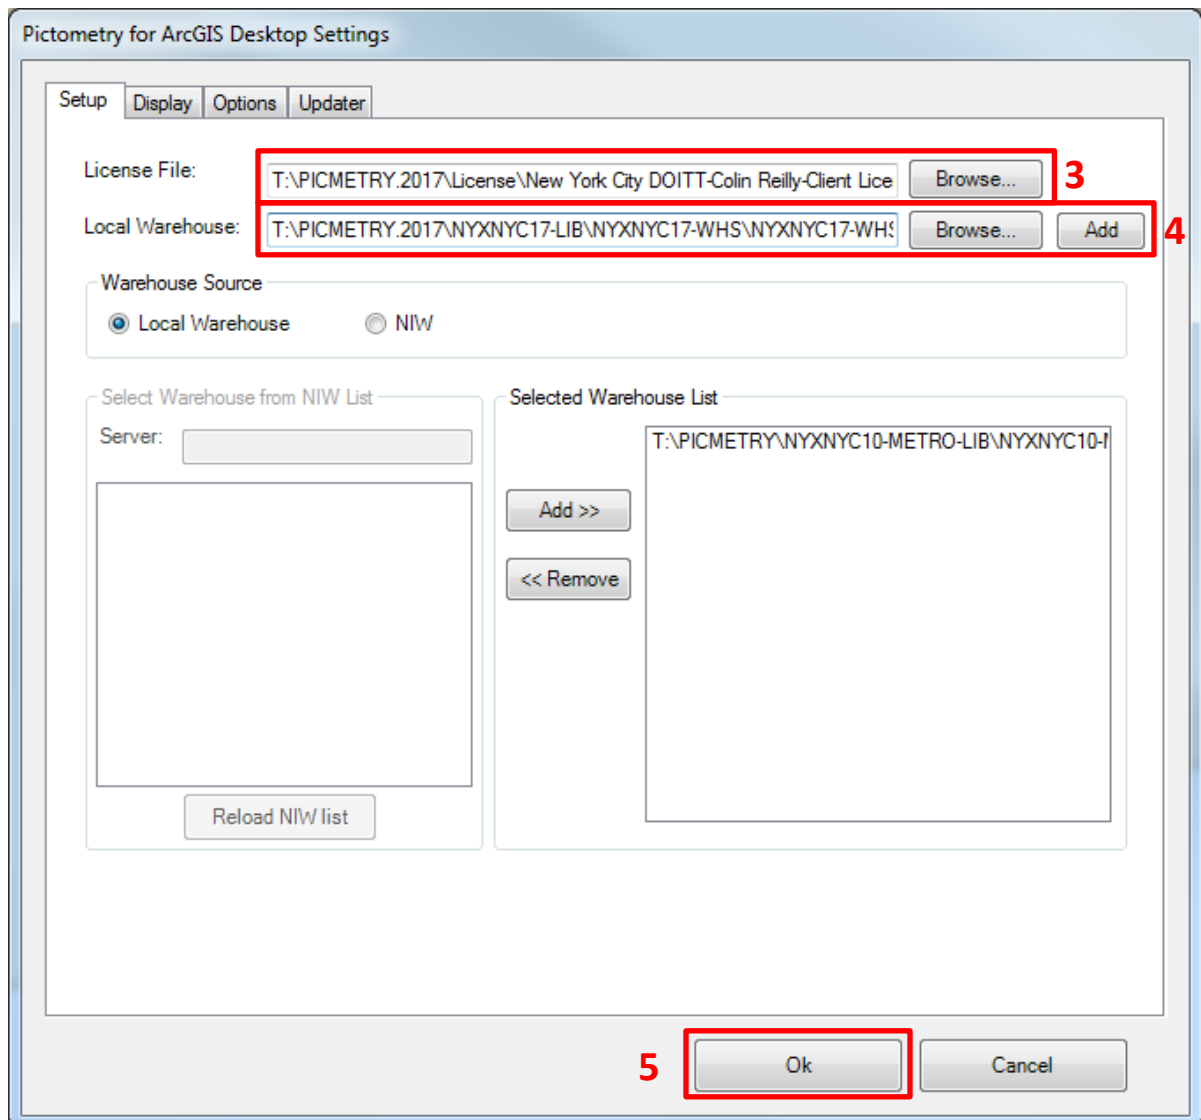 Pictometry for ArcGIS Desktop Settings
Setup Display Options Updater
License File: T:\PICMETRY.2017\License\New York City DOITT-Colin Reilly-Client Lice Browse... 3
Local Warehouse: T:\PICMETRY.2017\NYXNYC17-LIB\NYXNYC17-WHS\NYXNYC17-WHS Browse... Add 4
Warehouse Source
Local Warehouse NIW
Select Warehouse from NIW List Selected Warehouse List
Server: T:\PICMETRY\NYXNYC10-METRO-LIB\NYXNYC10-
Add >>
<< Remove
Reload NIW list
5 Ok Cancel